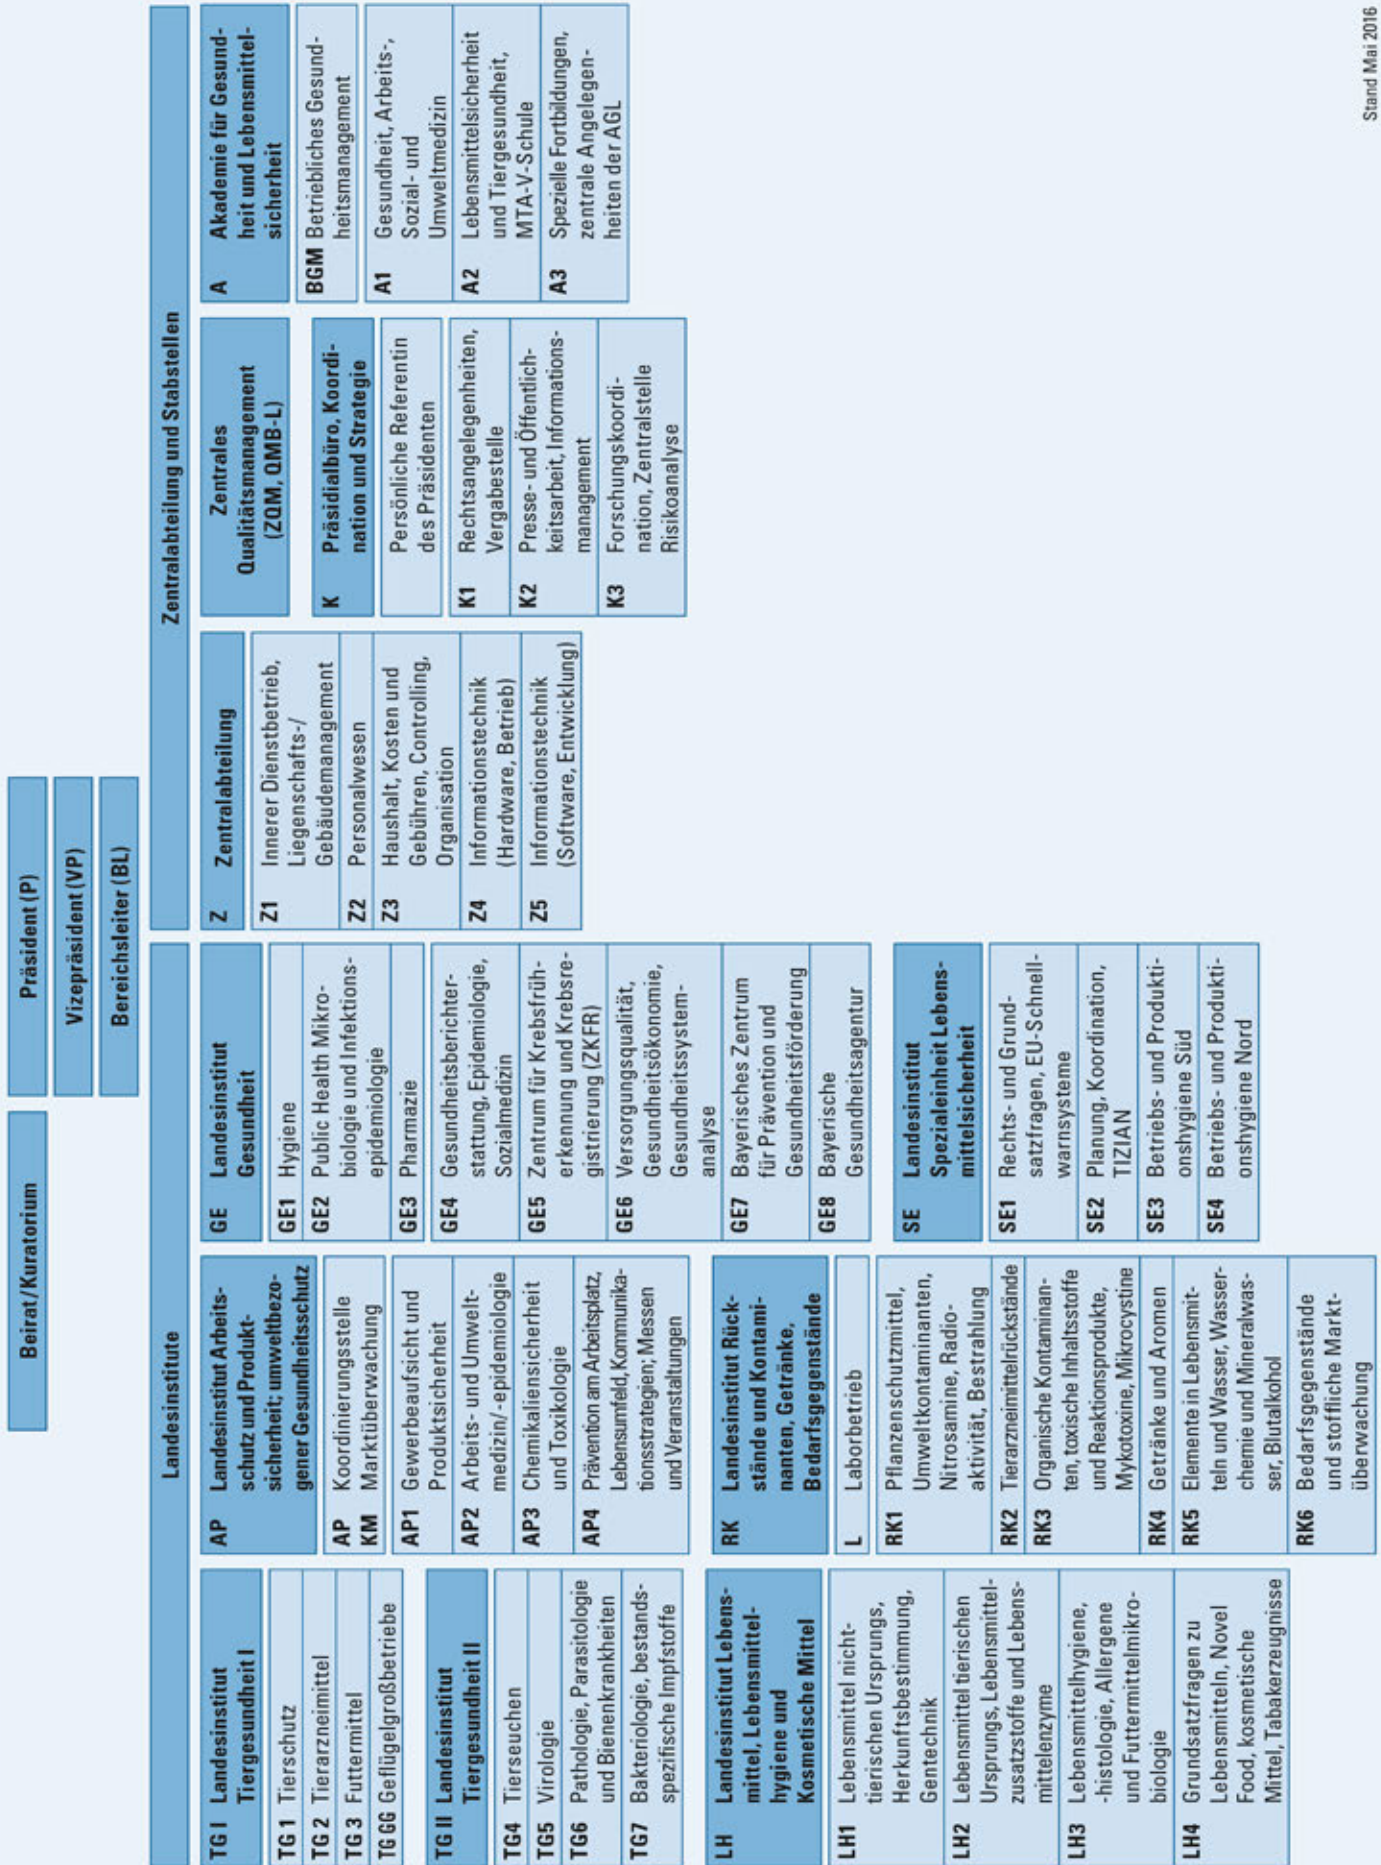 Beirat/Kuratorium
Präsident (P)
Vizepräsident (VP)
Bereichsleiter (BL)
Landesinstitute
TG I Landesinstitut
Tiergesundheit I
TG 1 Tierschutz
TG 2 Tierarzneimittel
TG 3 Futtermittel
TG GG Geflügelgroßbetriebe
TG II Landesinstitut
Tiergesundheit II
TG4 Tierseuchen
TG5 Virologie
TG6 Pathologie, Parasitologie
und Bienenkrankheiten
TG7 Bakteriologie, bestands-
spezifische Impfstoffe
LH Landesinstitut Lebens-
mittel, Lebensmittel-
hygiene und
Kosmetische Mittel
LH1 Lebensmittel nicht-
tierischen Ursprungs,
Herkunftsbestimmung,
Gentechnik
LH2 Lebensmittel tierischen
Ursprungs, Lebensmittel-
zusatzstoffe und Lebens-
mittelenzyme
LH3 Lebensmittelhygiene,
-histologie, Allergene
und Futtermittelmikro-
biologie
LH4 Grundsatzfragen zu
Lebensmitteln, Novel
Food, kosmetische
Mittel, Tabakerzeugnisse
AP Landesinstitut Arbeits-
schutz und Produkt-
sicherheit; umweltbezo-
gener Gesundheitsschutz
AP Koordinierungsstelle
KM Marktüberwachung
AP1 Gewerbeaufsicht und
Produktsicherheit
AP2 Arbeits- und Umwelt-
medizin/-epidemiologie
AP3 Chemikaliensicherheit
und Toxikologie
AP4 Prävention am Arbeitsplatz,
Lebensumfeld, Kommunika-
tionsstrategien; Messen
und Veranstaltungen
RK Landesinstitut Rück-
stände und Kontami-
nanten, Getränke,
Bedarfsgegenstände
L Laborbetrieb
RK1 Pflanzenschutzmittel,
Umweltkontaminanten,
Nitrosamine, Radio-
aktivität, Bestrahlung
RK2 Tierarzneimittelrückstände
RK3 Organische Kontaminan-
ten, toxische Inhaltsstoffe
und Reaktionsprodukte,
Mykotoxine, Mikrocystine
RK4 Getränke und Aromen
RK5 Elemente in Lebensmit-
teln und Wasser, Wasser-
chemie und Mineralwas-
ser, Blutalkohol
RK6 Bedarfsgegenstände
und stoffliche Markt-
überwachung
GE Landesinstitut
Gesundheit
GE1 Hygiene
GE2 Public Health Mikro-
biologie und Infektions-
epidemiologie
GE3 Pharmazie
GE4 Gesundheitsberichter-
stattung, Epidemiologie,
Sozialmedizin
GE5 Zentrum für Krebsfrüh-
erkennung und Krebsre-
gistrierung (ZKFR)
GE6 Versorgungsqualität,
Gesundheitsökonomie,
Gesundheitssystem-
analyse
GE7 Bayerisches Zentrum
für Prävention und
Gesundheitsförderung
GE8 Bayerische
Gesundheitsagentur
SE Landesinstitut
Spezialeinheit Lebens-
mittelsicherheit
SE1 Rechts- und Grund-
satzfragen, EU-Schnell-
warnsysteme
SE2 Planung, Koordination,
TIZIAN
SE3 Betriebs- und Produkti-
onshygiene Süd
SE4 Betriebs- und Produkti-
onshygiene Nord
Zentralabteilung und Stabstellen
Z Zentralabteilung
Z1 Innerer Dienstbetrieb,
Liegenschafts-/
Gebäudemanagement
Z2 Personalwesen
Z3 Haushalt, Kosten und
Gebühren, Controlling,
Organisation
Z4 Informationstechnik
(Hardware, Betrieb)
Z5 Informationstechnik
(Software, Entwicklung)
Zentrales
Qualitätsmanagement
(ZQM, QMB-L)
K Präsidialbüro, Koordi-
nation und Strategie
Persönliche Referentin
des Präsidenten
K1 Rechtsangelegenheiten,
Vergabestelle
K2 Presse- und Öffentlich-
keitsarbeit, Informations-
management
K3 Forschungskoordi-
nation, Zentralstelle
Risikoanalyse
A Akademie für Gesund-
heit und Lebensmittel-
sicherheit
BGM Betriebliches Gesund-
heitsmanagement
A1 Gesundheit, Arbeits-,
Sozial- und
Umweltmedizin
A2 Lebensmittelsicherheit
und Tiergesundheit,
MTA-V-Schule
A3 Spezielle Fortbildungen,
zentrale Angelegen-
heiten der AGL
Stand Mai 2016